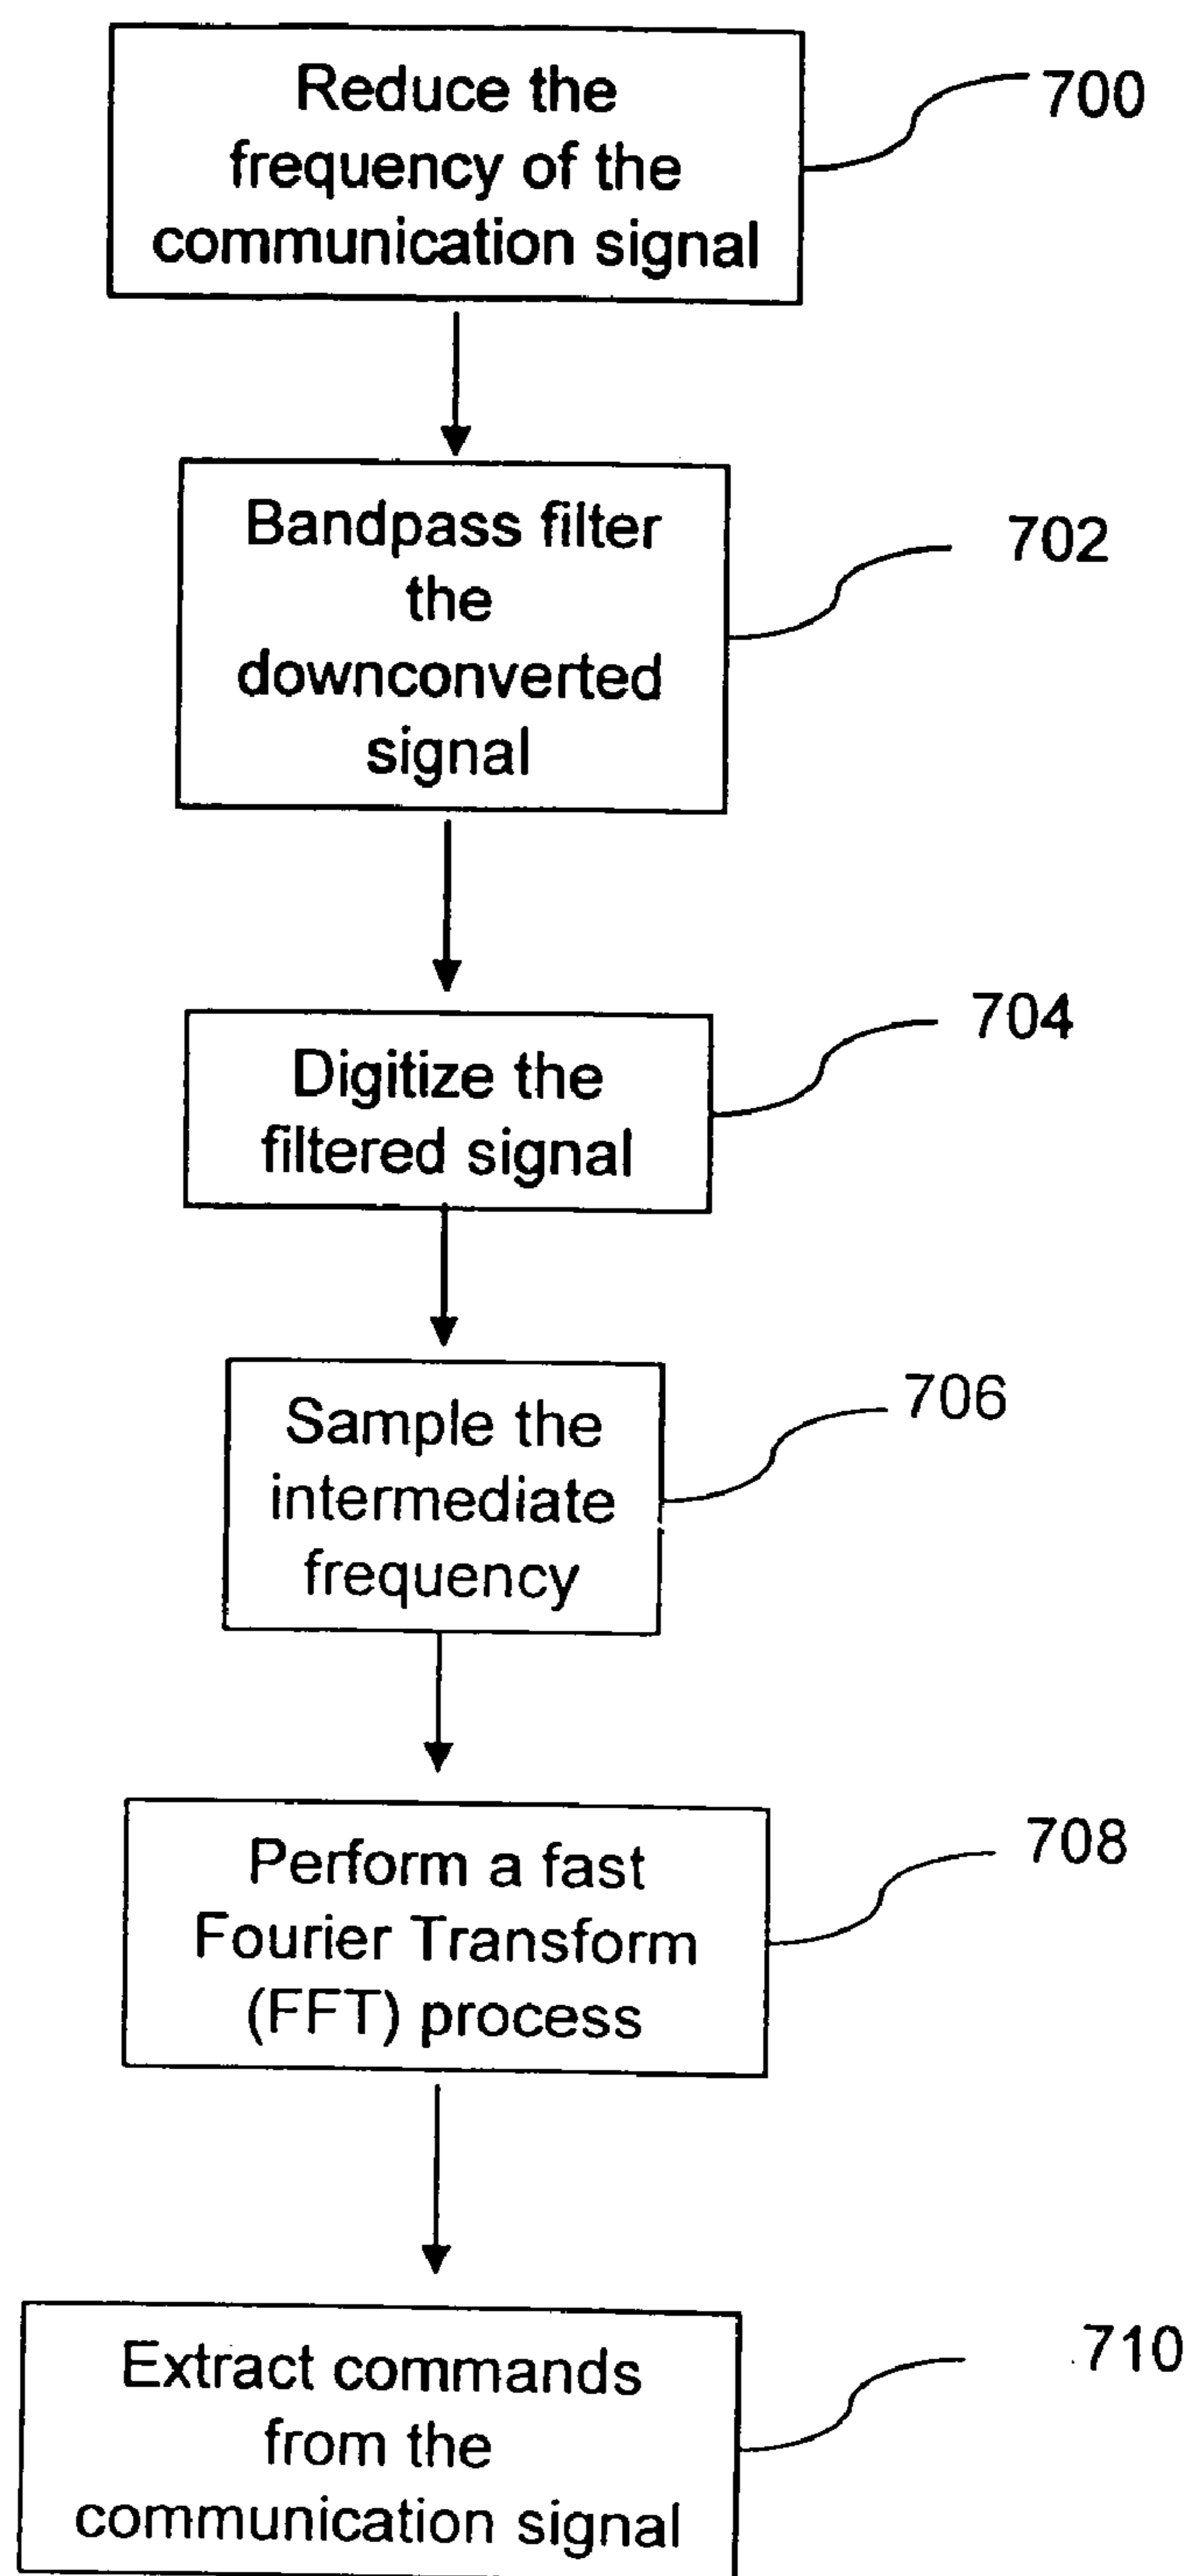 Reduce the
frequency of the
communication signal
700
Bandpass filter
the
downconverted
signal
702
Digitize the
filtered signal
704
Sample the
intermediate
frequency
706
Perform a fast
Fourier Transform
(FFT) process
708
Extract commands
from the
communication signal
710